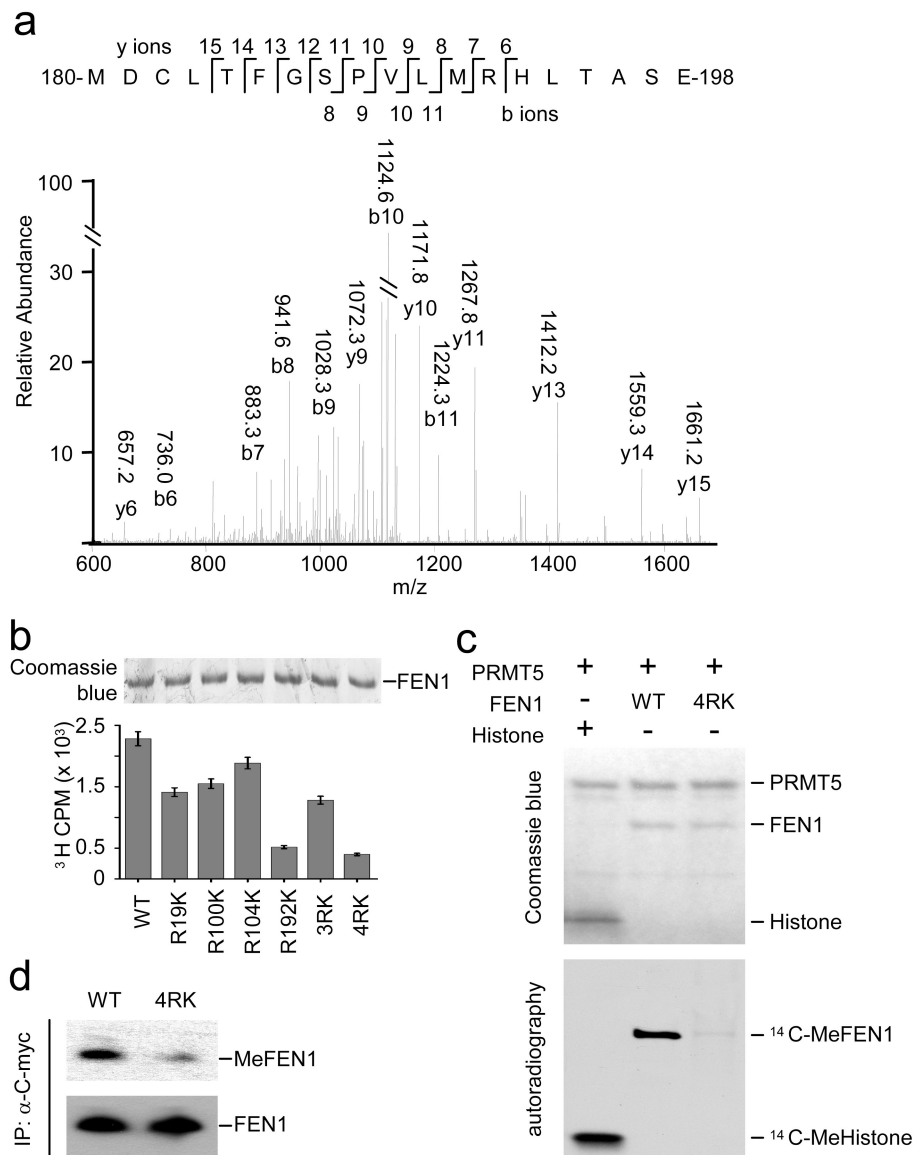 a
y ions 15 14 13 12 11 10 9 8 7 6
180- M D C L T F G S P V L M R H L T A S E-198
8 9 10 11 b ions
Relative Abundance
100
30
20
10
657.2 y6
736.0 b6
883.3 b7
941.6 b8
1028.3 b9
1072.3 y9
1124.6 b10
1171.8 y10
1224.3 b11
1267.8 y11
1412.2 y13
1559.3 y14
1661.2 y15
600 800 1000 1200 1400 1600
m/z
b
Coomassie blue
FEN1
³H CPM (x 10³)
2.5
1.5
0.5
0
WT R19K R100K R104K R192K 3RK 4RK
c
PRMT5 + + +
FEN1 - WT 4RK
Histone + - -
Coomassie blue
PRMT5
FEN1
Histone
autoradiography
¹⁴C-MeFEN1
¹⁴C-MeHistone
d
WT 4RK
IP: α-C-myc
MeFEN1
FEN1